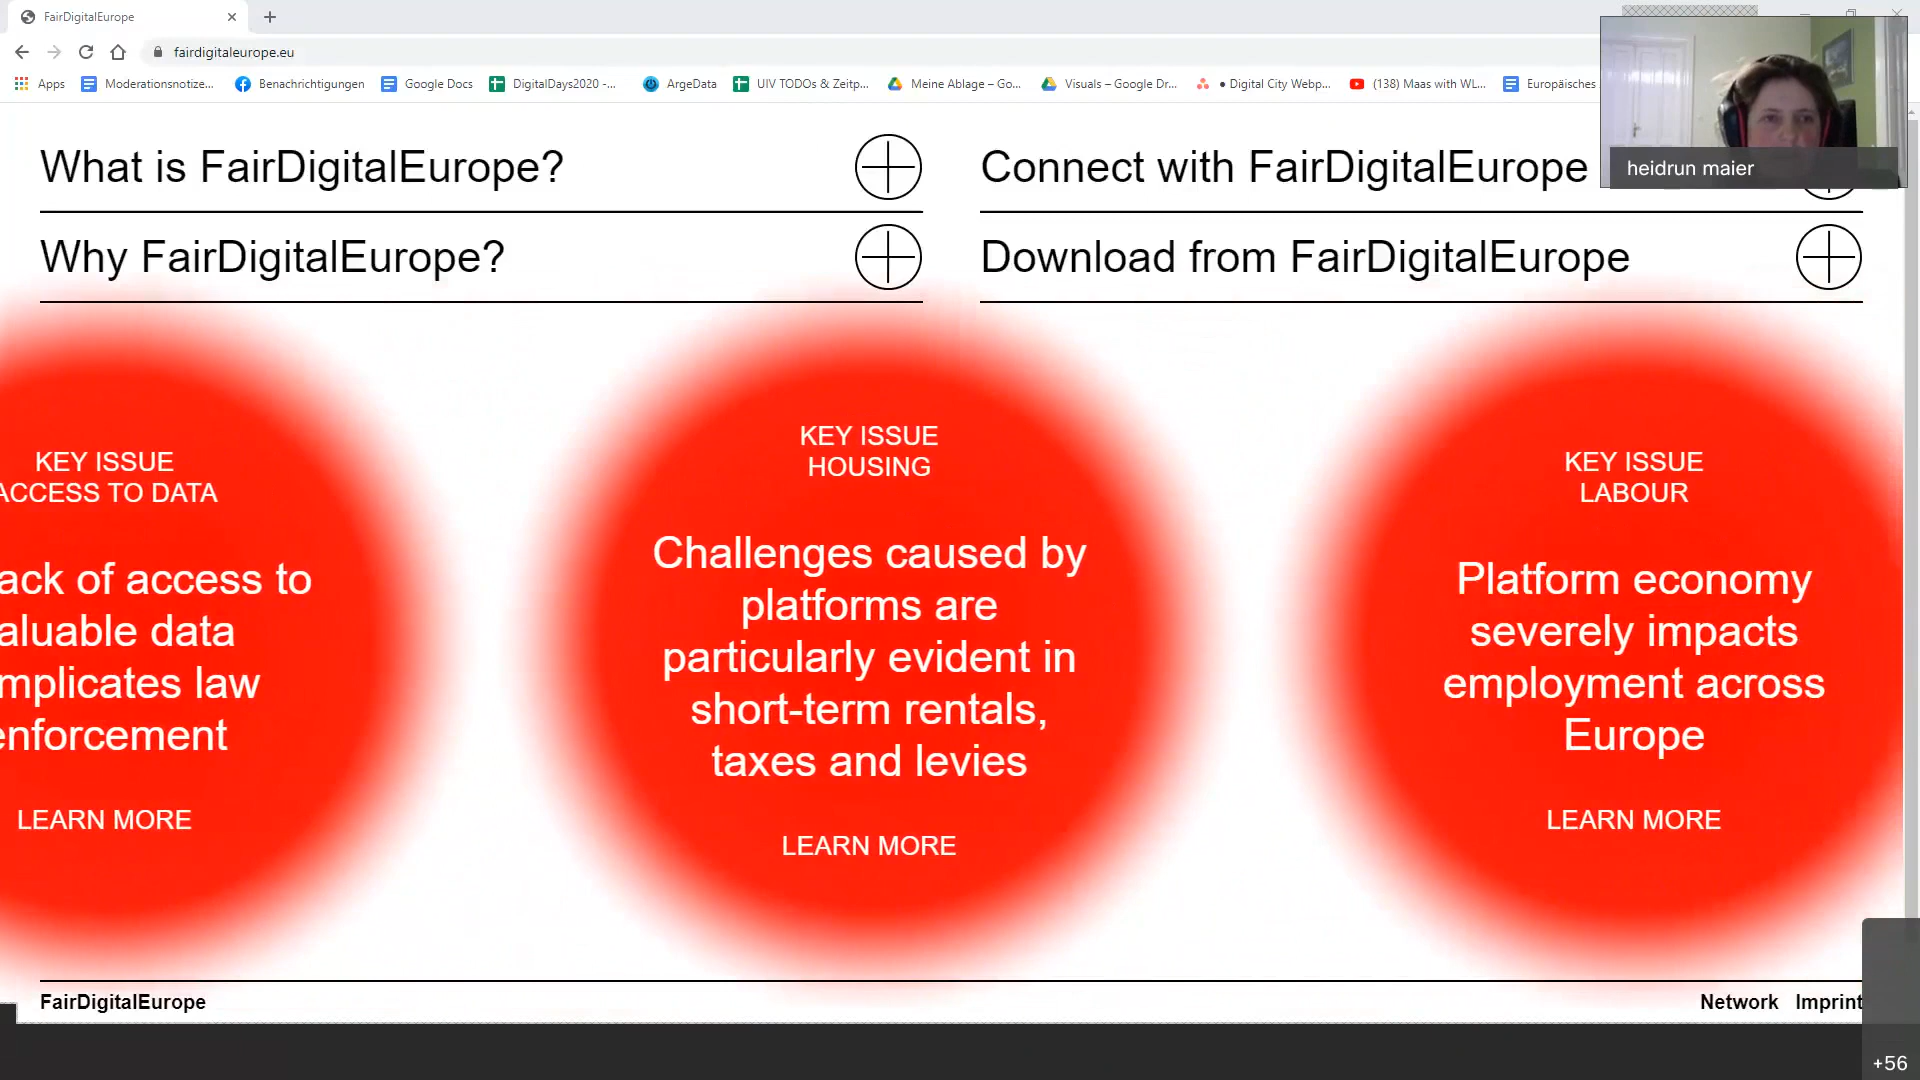 FairDigitalEurope
fairdigitaleurope.eu
Apps
Moderationsnotize...
Benachrichtigungen
Google Docs
DigitalDays2020 -...
ArgeData
UIV TODOs & Zeitp...
Meine Ablage – Go...
Visuals – Google Dr...
• Digital City Webp...
(138) Maas with WL...
Europäisches
heidrun maier
What is FairDigitalEurope?
Connect with FairDigitalEurope
Why FairDigitalEurope?
Download from FairDigitalEurope
KEY ISSUE
ACCESS TO DATA
ack of access to
aluable data
mplicates law
enforcement
LEARN MORE
KEY ISSUE
HOUSING
Challenges caused by
platforms are
particularly evident in
short-term rentals,
taxes and levies
LEARN MORE
KEY ISSUE
LABOUR
Platform economy
severely impacts
employment across
Europe
LEARN MORE
FairDigitalEurope
Network
Imprint
+56